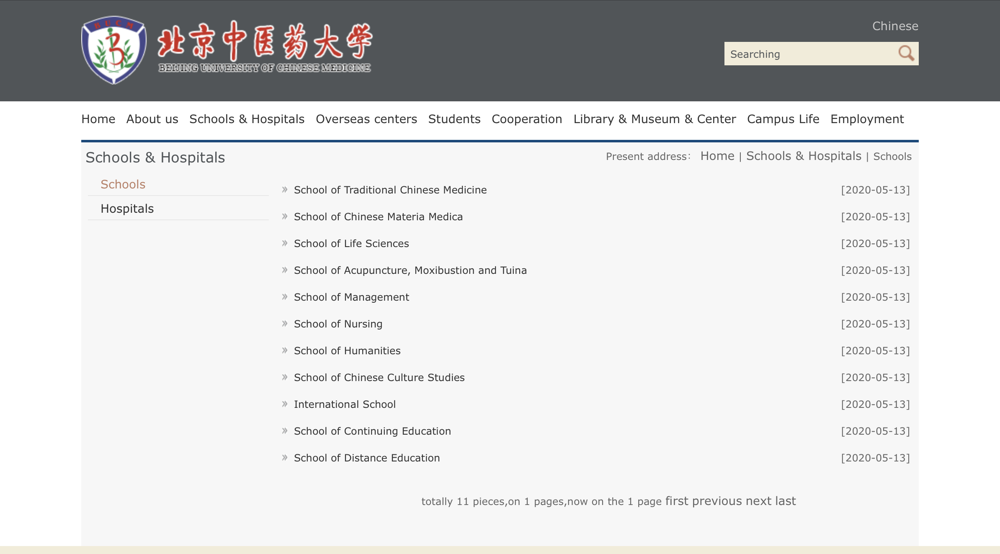 BUCM
北京中医药大学
BEIJING UNIVERSITY OF CHINESE MEDICINE
Chinese
Searching
Home About us Schools & Hospitals Overseas centers Students Cooperation Library & Museum & Center Campus Life Employment
Schools & Hospitals
Present address： Home | Schools & Hospitals | Schools
Schools
Hospitals
» School of Traditional Chinese Medicine [2020-05-13]
» School of Chinese Materia Medica [2020-05-13]
» School of Life Sciences [2020-05-13]
» School of Acupuncture, Moxibustion and Tuina [2020-05-13]
» School of Management [2020-05-13]
» School of Nursing [2020-05-13]
» School of Humanities [2020-05-13]
» School of Chinese Culture Studies [2020-05-13]
» International School [2020-05-13]
» School of Continuing Education [2020-05-13]
» School of Distance Education [2020-05-13]
totally 11 pieces,on 1 pages,now on the 1 page first previous next last